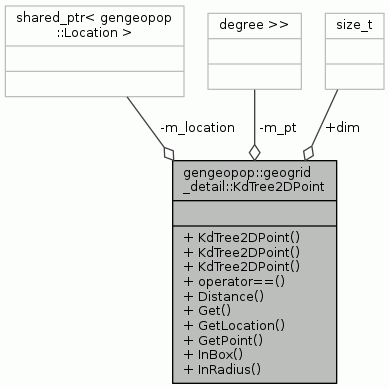 shared_ptr< gengeopop
::Location >
degree >>
size_t
-m_location
-m_pt
+dim
gengeopop::geogrid
_detail::KdTree2DPoint
+ KdTree2DPoint()
+ KdTree2DPoint()
+ KdTree2DPoint()
+ operator==()
+ Distance()
+ Get()
+ GetLocation()
+ GetPoint()
+ InBox()
+ InRadius()